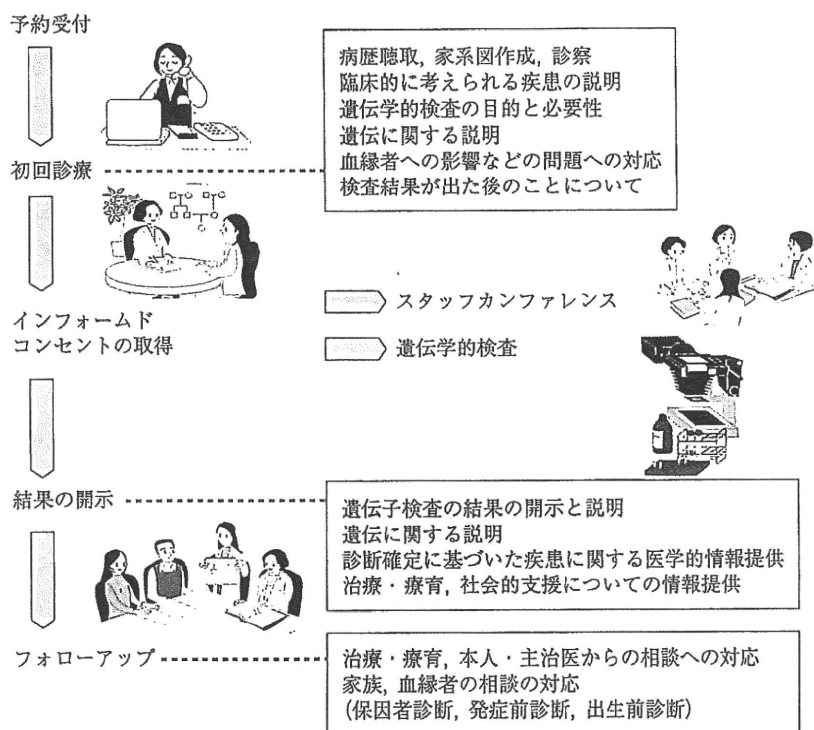 予約受付
病歴聴取, 家系図作成, 診察
臨床的に考えられる疾患の説明
遺伝学的検査の目的と必要性
遺伝に関する説明
血縁者への影響などの問題への対応
検査結果が出た後のことについて
初回診療
スタッフカンファレンス
インフォームド
コンセントの取得
遺伝学的検査
結果の開示
遺伝子検査の結果の開示と説明
遺伝に関する説明
診断確定に基づいた疾患に関する医学的情報提供
治療・療育, 社会的支援についての情報提供
フォローアップ
治療・療育, 本人・主治医からの相談への対応
家族, 血縁者の相談の対応
(保因者診断, 発症前診断, 出生前診断)